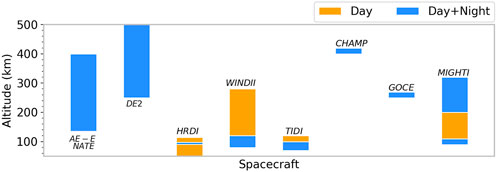 Day Day+Night
500
400
300
200
100
Altitude (km)
AE-E
NATE
DE2
HRDI
WINDII
TIDI
CHAMP
GOCE
MIGHTI
Spacecraft